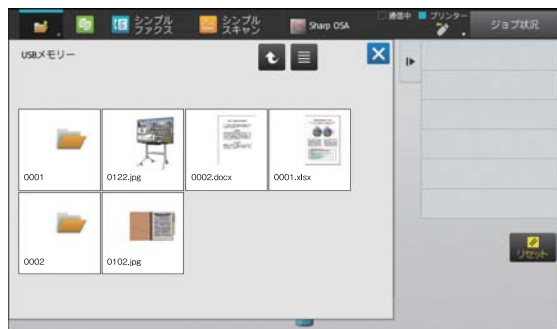 シンプル
ファクス
シンプル
スキャン
Sharp OSA
通信中
プリンター
ジョブ状況
USBメモリー
0001
0122.jpg
0002.docx
0001.xlsx
0002
0102.jpg
リセット